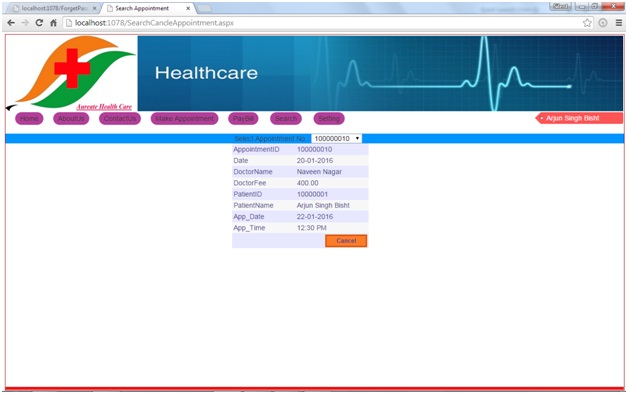 localhost:1078/ForgetPas
Search Appointment
localhost:1078/SearchCancleAppointment.aspx
Aureate Health Care
Healthcare
Home AboutUs ContactUs Make Appointment PayBill Search Setting
Arjun Singh Bisht
Select Appointment No. 100000010
AppointmentID 100000010
Date 20-01-2016
DoctorName Naveen Nagar
DoctorFee 400.00
PatientID 10000001
PatientName Arjun Singh Bisht
App_Date 22-01-2016
App_Time 12:30 PM
Cancel